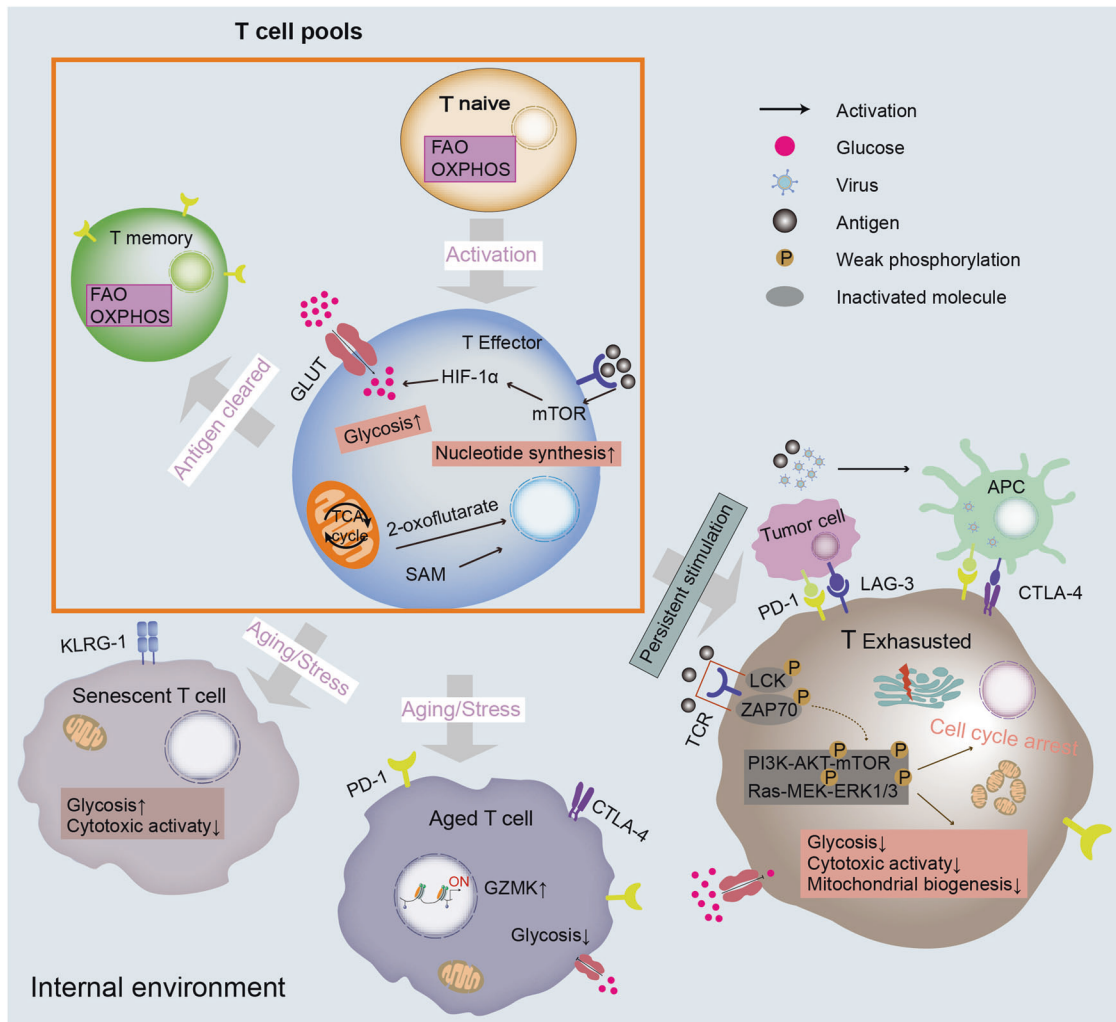 T cell pools
T naive
FAO
OXPHOS
Activation
T memory
FAO
OXPHOS
Antigen cleared
GLUT
T Effector
HIF-1α
mTOR
Glycosis↑
Nucleotide synthesis↑
TCA
cycle
2-oxoflutarate
SAM
Activation
Glucose
Virus
Antigen
P
Weak phosphorylation
Inactivated molecule
Persistent stimulation
APC
Tumor cell
PD-1
LAG-3
CTLA-4
T Exhasusted
TCR
LCK
P
ZAP70
P
Cell cycle arrest
PI3K-AKT-mTOR
P
P
Ras-MEK-ERK1/3
P
P
Glycosis↓
Cytotoxic activaty↓
Mitochondrial biogenesis↓
KLRG-1
Aging/Stress
Senescent T cell
Glycosis↑
Cytotoxic activaty↓
Aging/Stress
PD-1
CTLA-4
Aged T cell
ON
GZMK↑
Glycosis↓
Internal environment